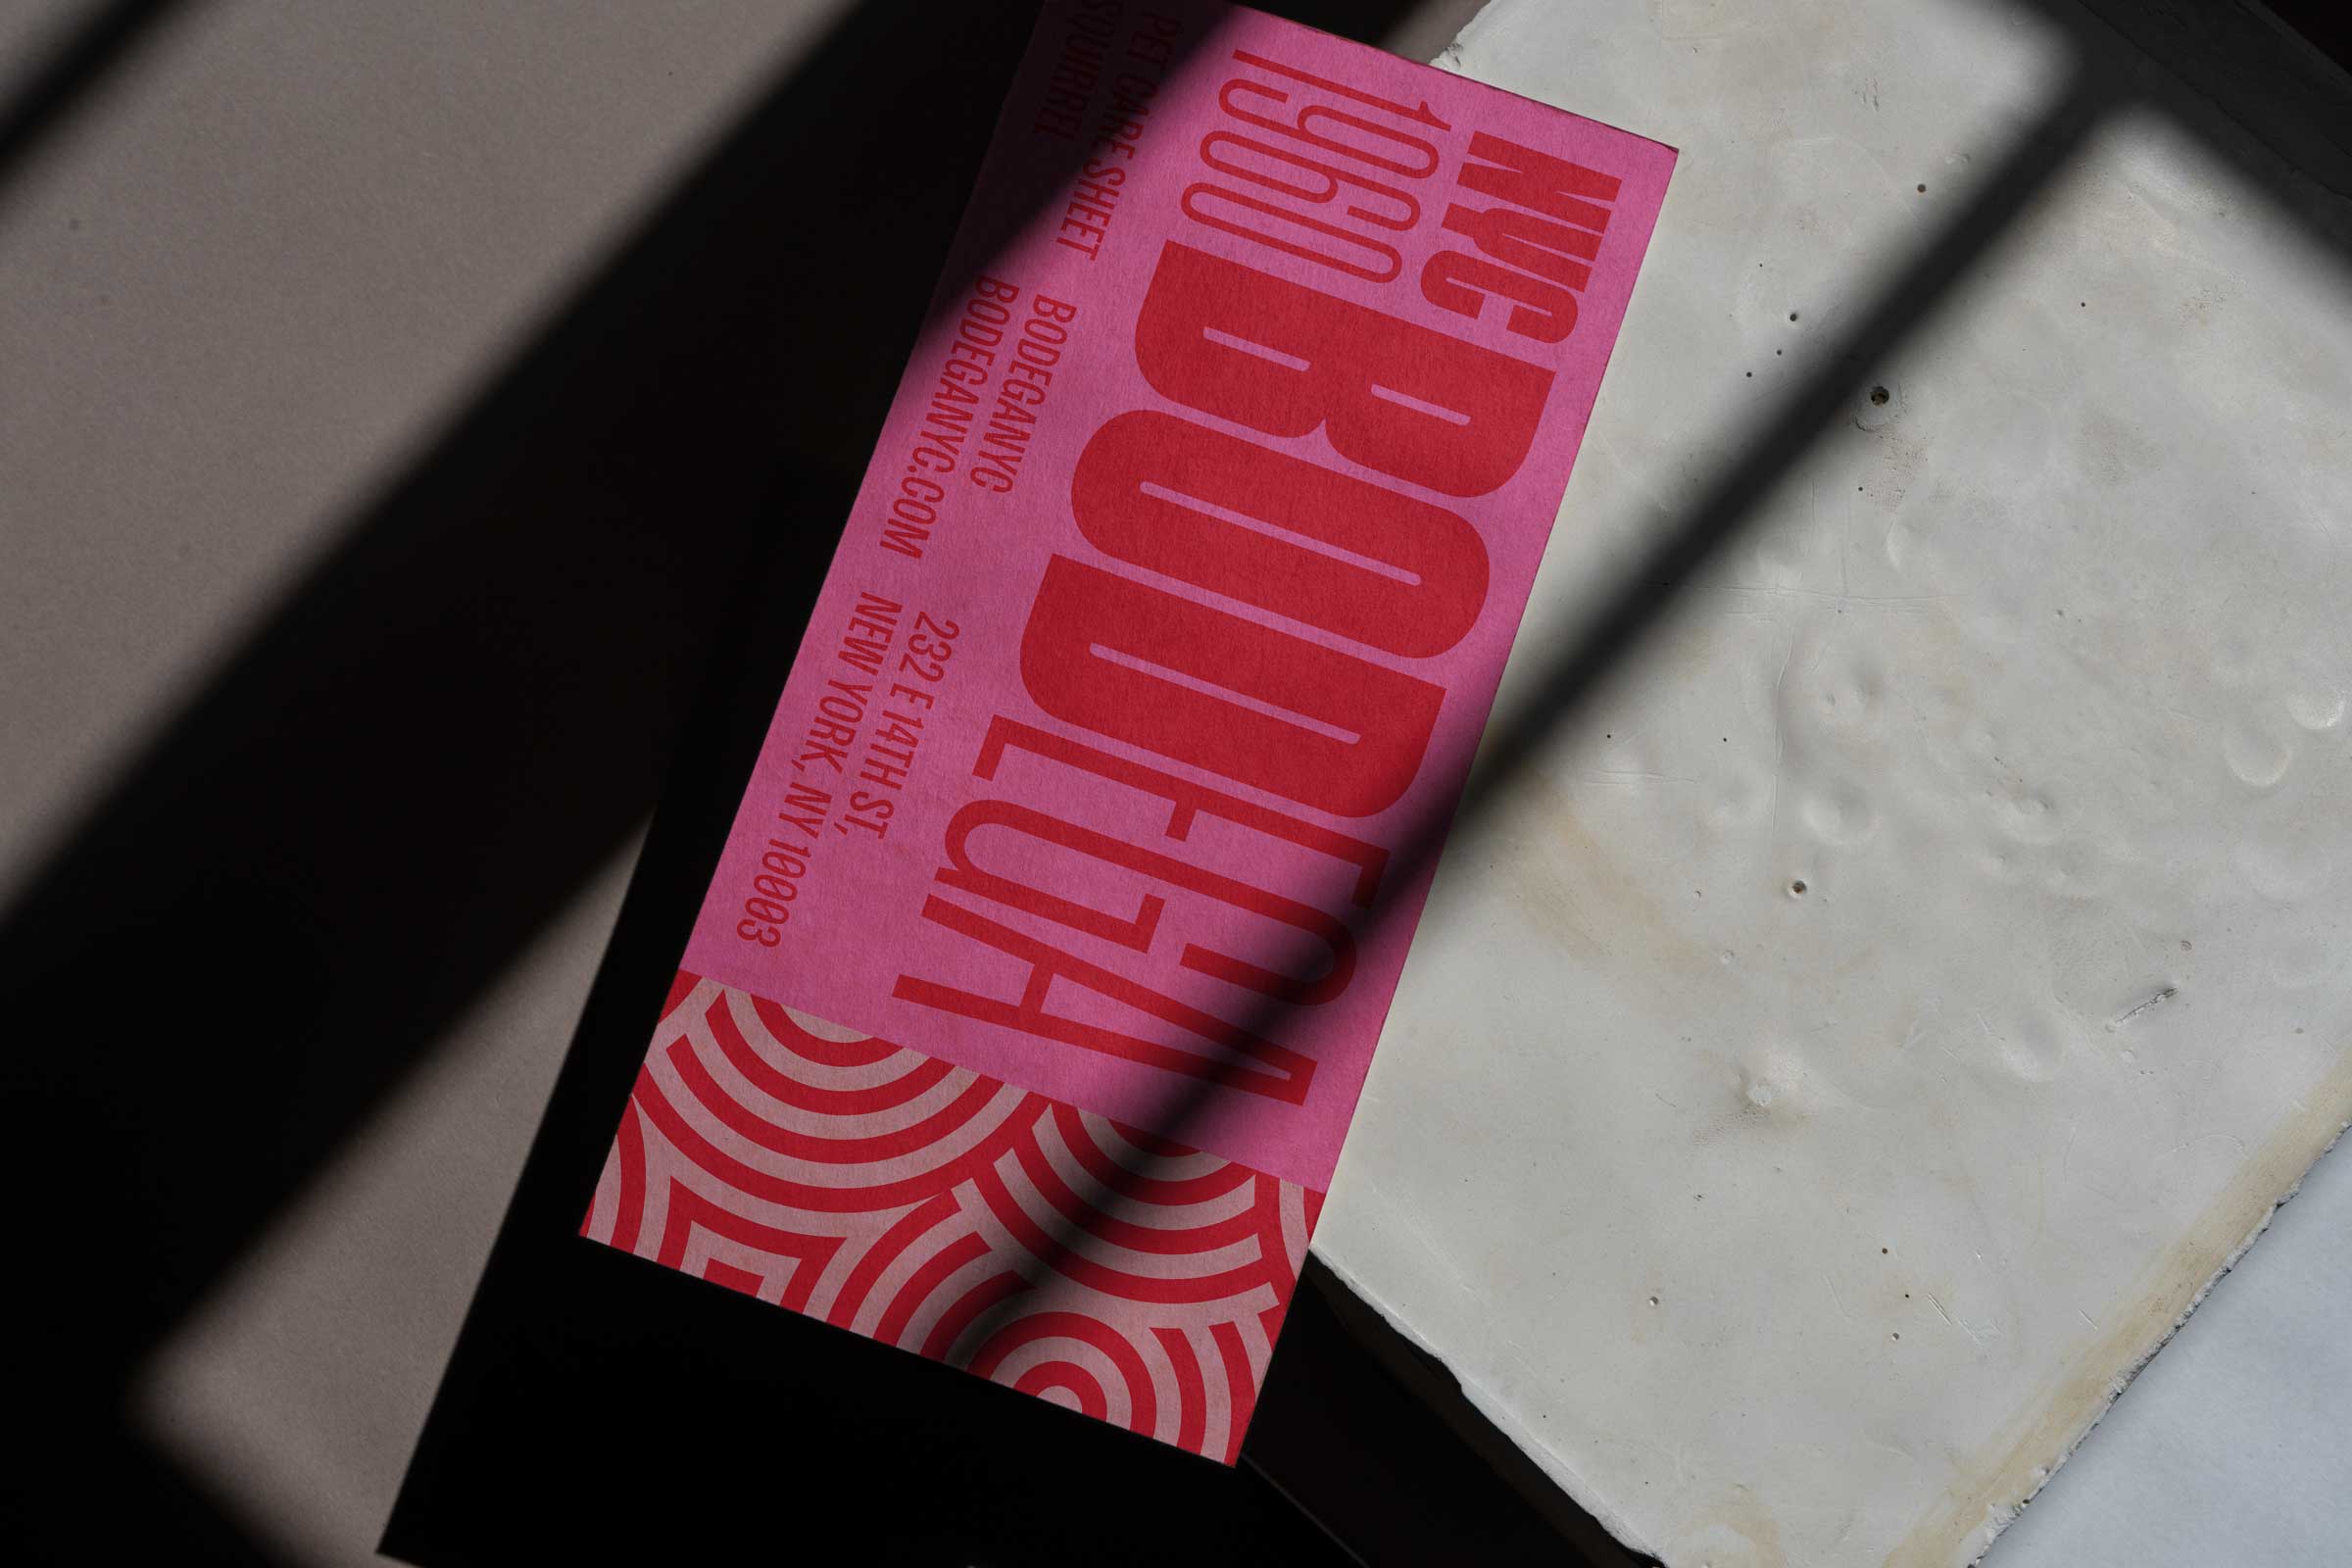 NYC
1960
BODEGA
PET CARE SHEET
SQUIRREL
BODEGANYC
BODEGANYC.COM
232 E 14TH ST,
NEW YORK, NY 10003